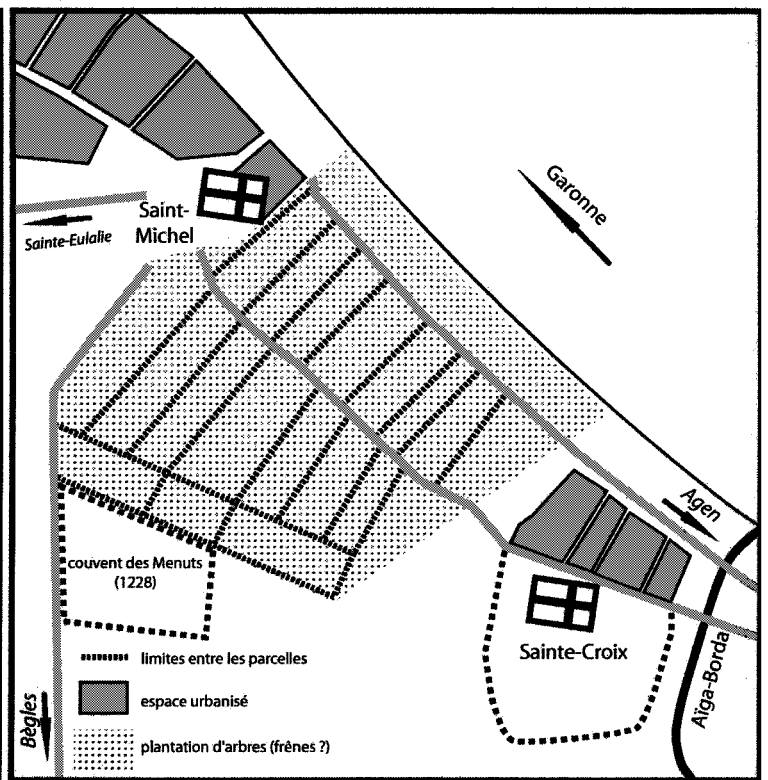 Garonne
Saint-
Michel
Sainte-Eulalie
Agen
couvent des Menuts
(1228)
Sainte-Croix
Aïga-Borda
Bègles
limites entre les parcelles
espace urbanisé
plantation d'arbres (frênes ?)